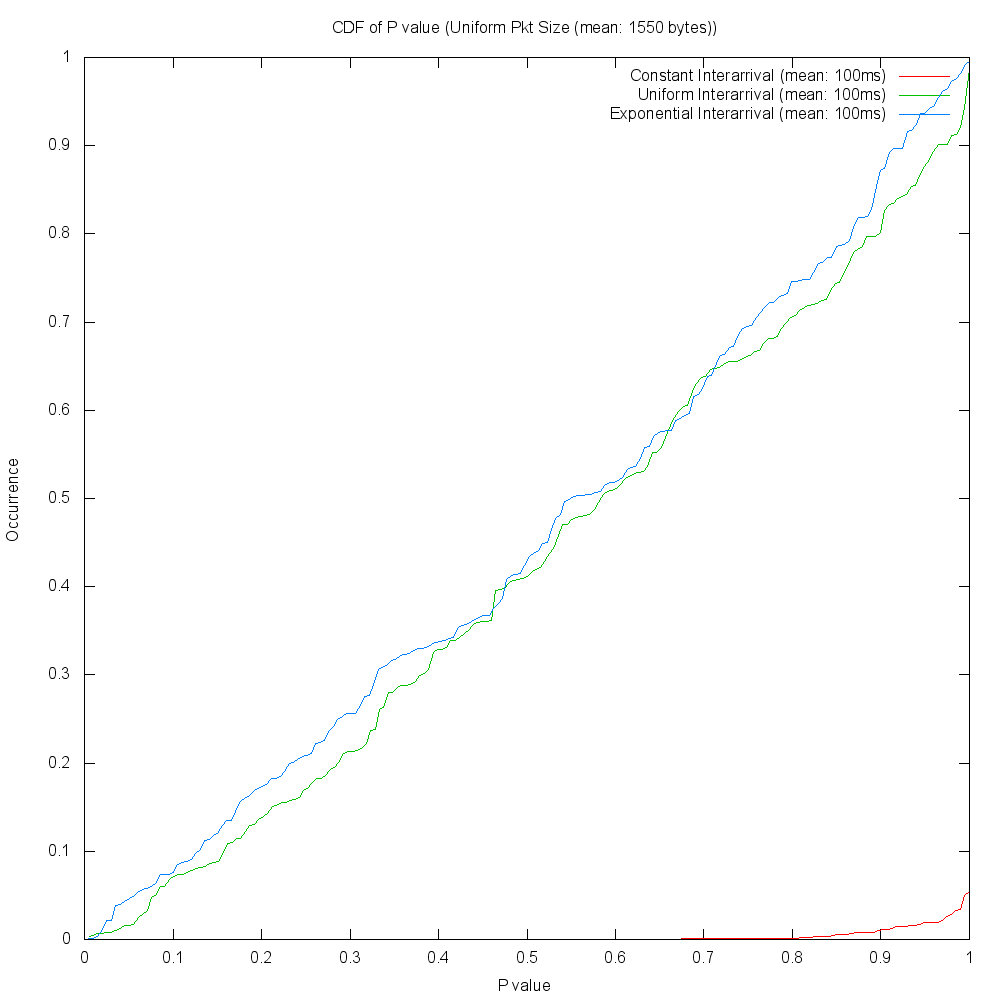 CDF of P value (Uniform Pkt Size (mean: 1550 bytes))
Constant Interarrival (mean: 100ms)
Uniform Interarrival (mean: 100ms)
Exponential Interarrival (mean: 100ms)
1
0.9
0.8
0.7
0.6
0.5
0.4
0.3
0.2
0.1
0
Occurrence
0 0.1 0.2 0.3 0.4 0.5 0.6 0.7 0.8 0.9 1
P value